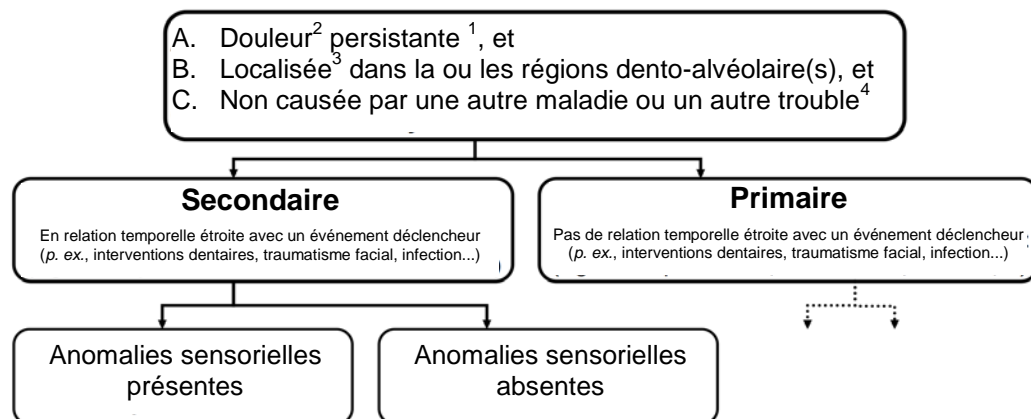 A. Douleur² persistante ¹, et
B. Localisée³ dans la ou les régions dento-alvéolaire(s), et
C. Non causée par une autre maladie ou un autre trouble⁴
Secondaire
En relation temporelle étroite avec un événement déclencheur
(p. ex., interventions dentaires, traumatisme facial, infection...)
Primaire
Pas de relation temporelle étroite avec un événement déclencheur
(p. ex., interventions dentaires, traumatisme facial, infection...)
Anomalies sensorielles
présentes
Anomalies sensorielles
absentes